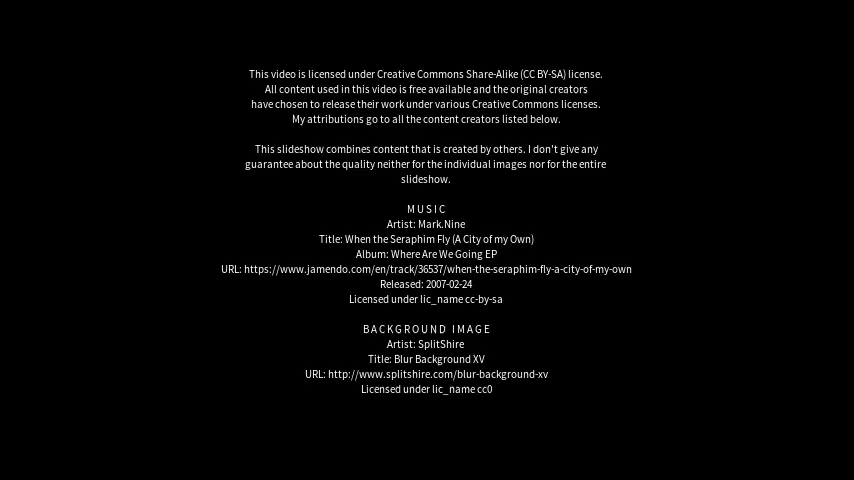 This video is licensed under Creative Commons Share-Alike (CC BY-SA) license.
All content used in this video is free available and the original creators
have chosen to release their work under various Creative Commons licenses.
My attributions go to all the content creators listed below.
This slideshow combines content that is created by others. I don't give any
guarantee about the quality neither for the individual images nor for the entire
slideshow.
MUSIC
Artist: Mark.Nine
Title: When the Seraphim Fly (A City of my Own)
Album: Where Are We Going EP
URL: https://www.jamendo.com/en/track/36537/when-the-seraphim-fly-a-city-of-my-own
Released: 2007-02-24
Licensed under lic_name cc-by-sa
BACKGROUND IMAGE
Artist: SplitShire
Title: Blur Background XV
URL: http://www.splitshire.com/blur-background-xv
Licensed under lic_name cc0